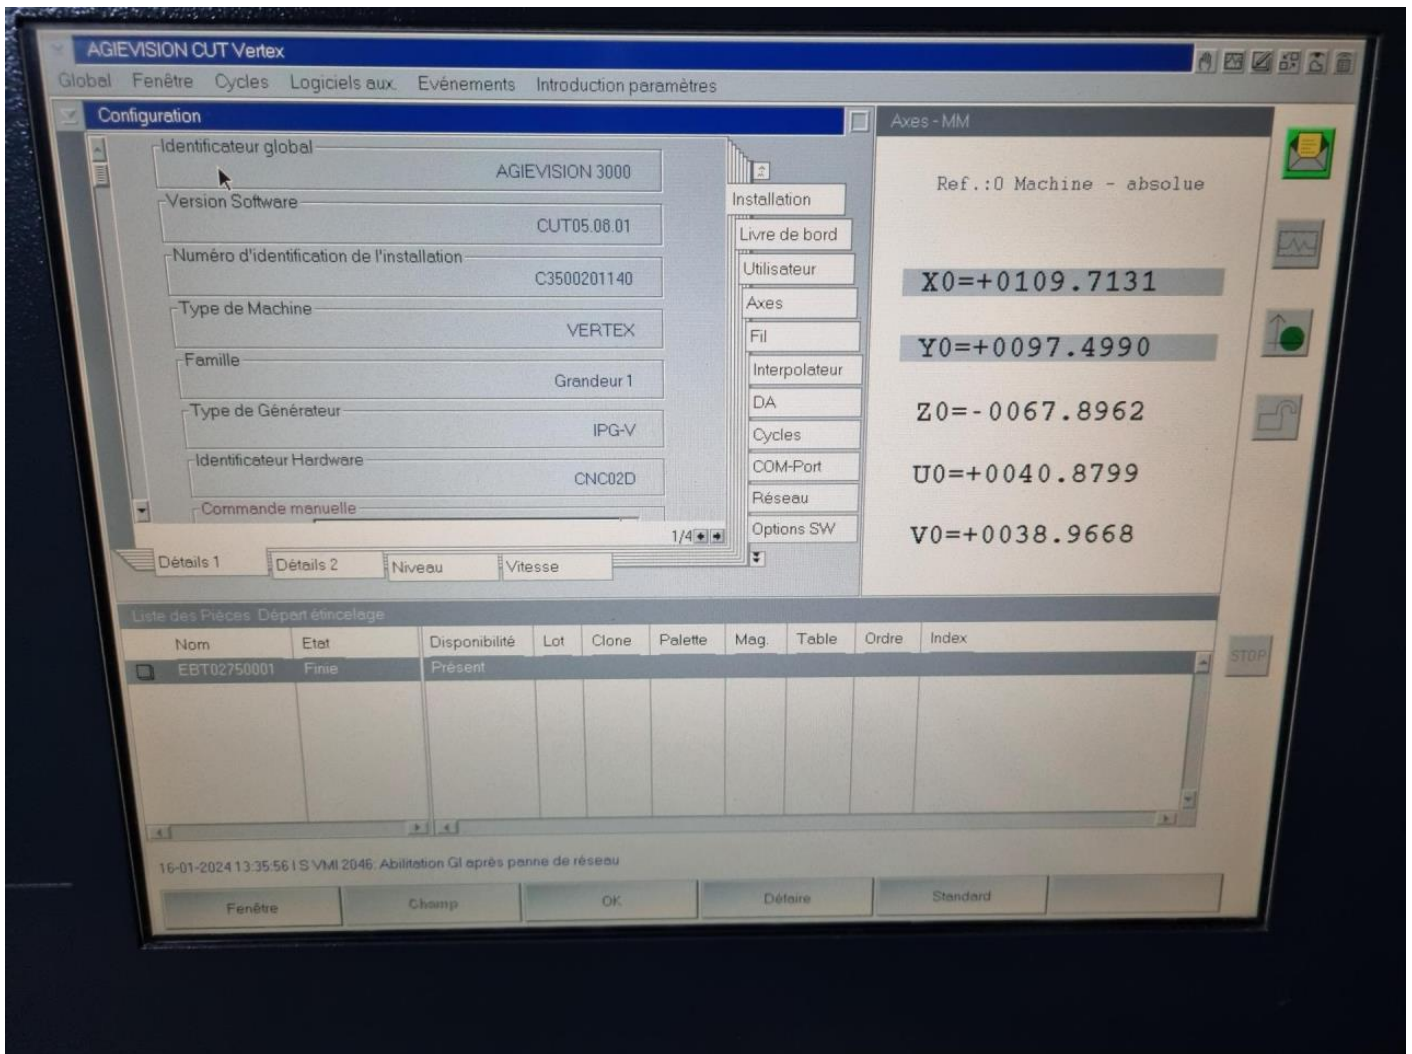 AGIEVISION CUT Vertex
Global Fenêtre Cycles Logiciels aux. Evénements Introduction paramètres
Configuration
Identificateur global
AGIEVISION 3000
Version Software
CUT05.08.01
Numéro d'identification de l'installation
C3500201140
Type de Machine
VERTEX
Famille
Grandeur 1
Type de Générateur
IPG-V
Identificateur Hardware
CNC02D
Commande manuelle
1/4
Détails 1 Détails 2 Niveau Vitesse
Installation
Livre de bord
Utilisateur
Axes
Fil
Interpolateur
DA
Cycles
COM-Port
Réseau
Options SW
Axes - MM
Ref.:0 Machine - absolue
X0=+0109.7131
Y0=+0097.4990
Z0=-0067.8962
U0=+0040.8799
V0=+0038.9668
STOP
Liste des Pièces Départ étincelage
Nom Etat Disponibilité Lot Clone Palette Mag. Table Ordre Index
EBT02750001 Finie Présent
16-01-2024 13:35:56 I S VMI 2046: Abilitation GI après panne de réseau
Fenêtre Champ OK Défaire Standard